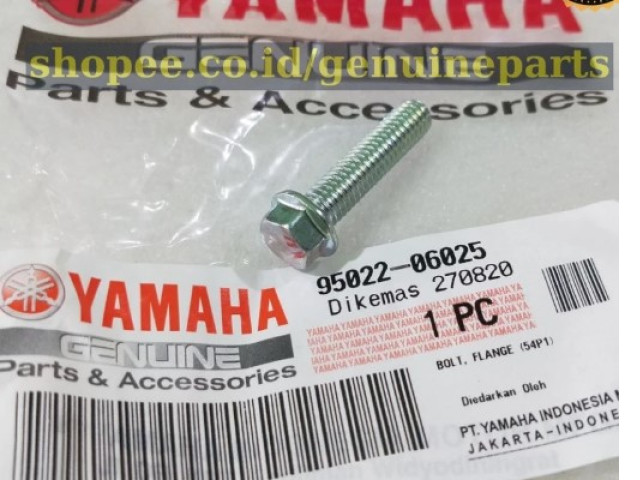 YAMAHA
GENUINE
shopee.co.id/genuineparts
Parts & Accessories
95022-06025
Dikemas 270820
1 PC
YAMAHA
GENUINE
Parts & Accessories
BOLT, FLANGE (54P1)
Diedarkan Oleh
PT. YAMAHA INDONESIA
JAKARTA-INDONE